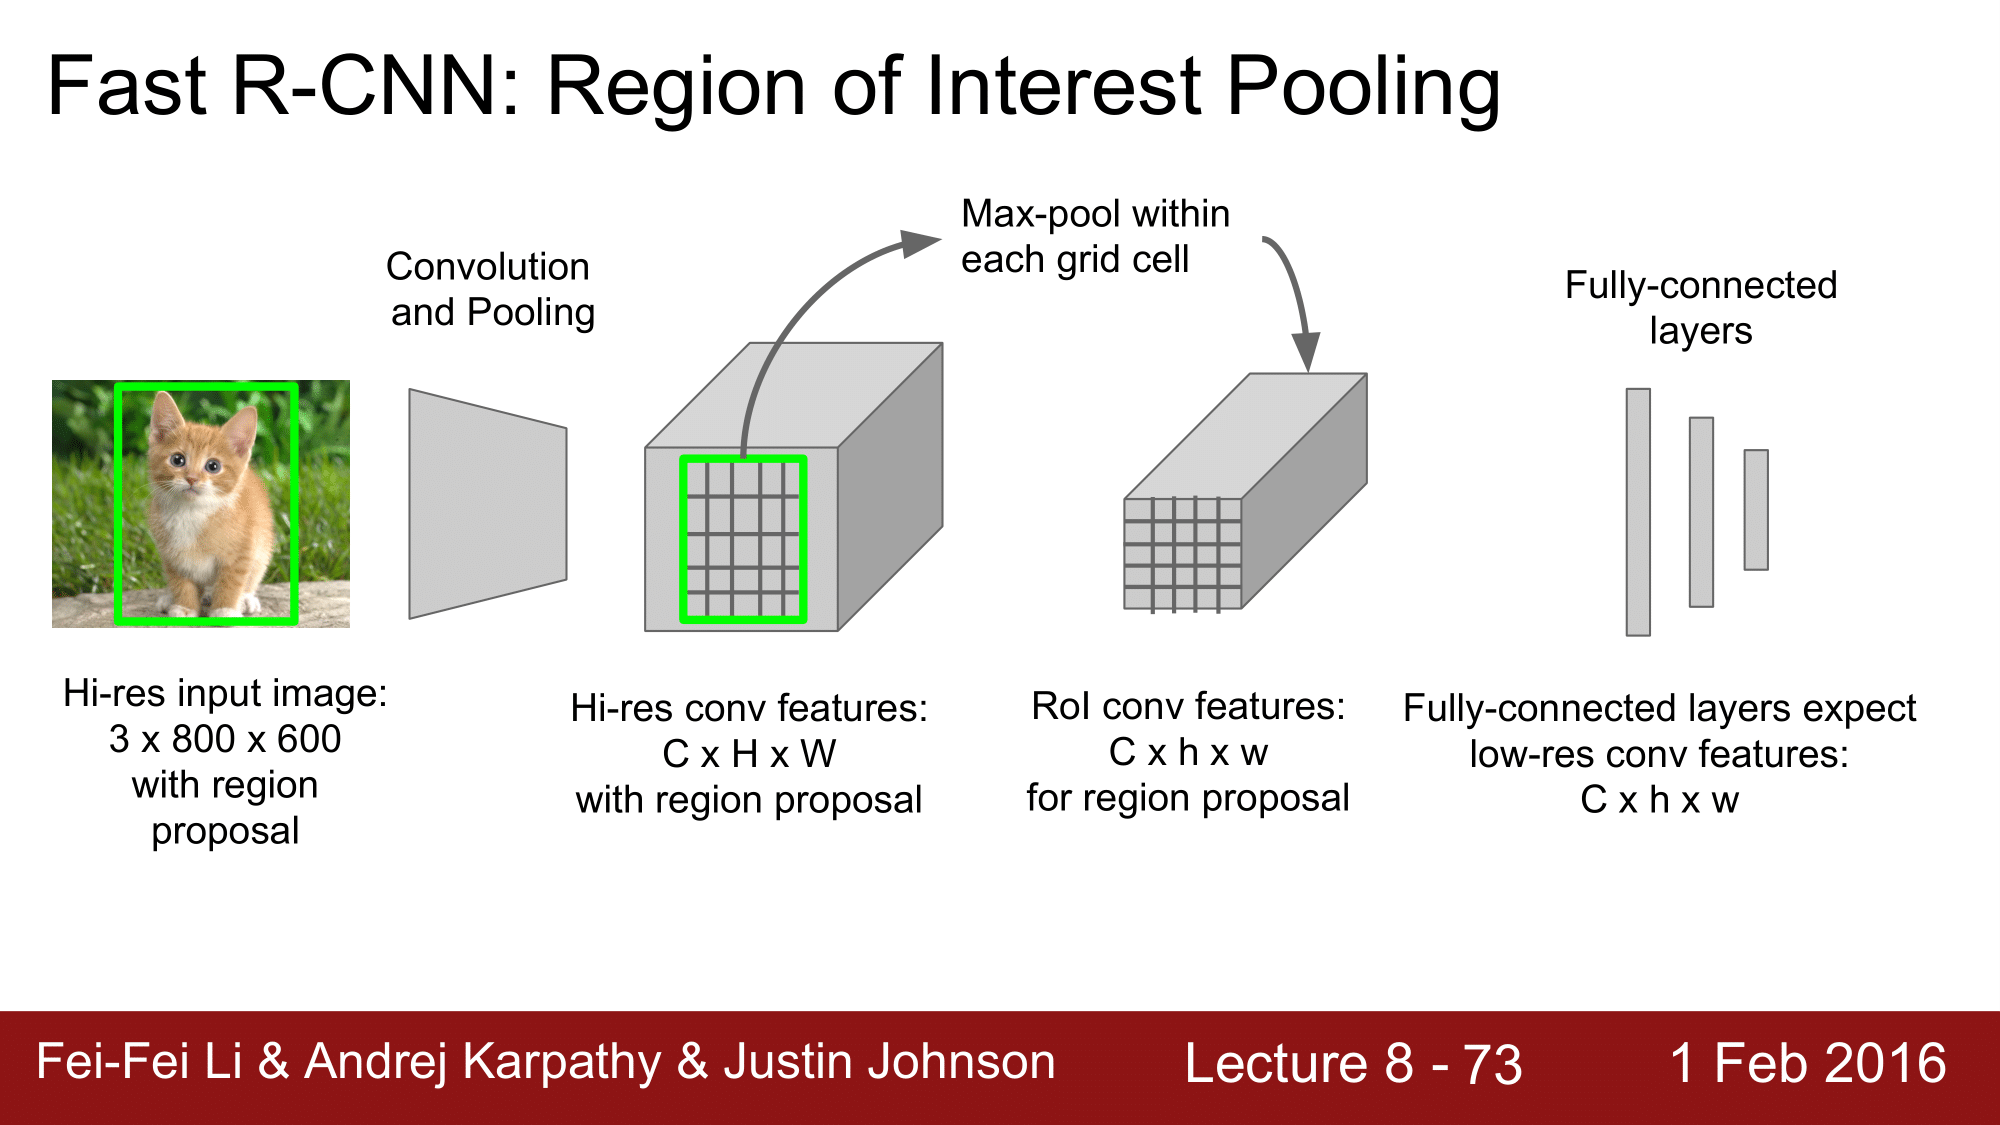 Fast R-CNN: Region of Interest Pooling
Max-pool within
each grid cell
Convolution
and Pooling
Fully-connected
layers
Hi-res input image:
3 x 800 x 600
with region
proposal
Hi-res conv features:
C x H x W
with region proposal
RoI conv features:
C x h x w
for region proposal
Fully-connected layers expect
low-res conv features:
C x h x w
Fei-Fei Li & Andrej Karpathy & Justin Johnson
Lecture 8 - 73
1 Feb 2016